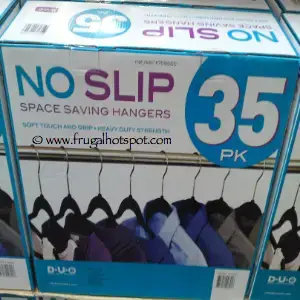 NO SLIP
35
NO SLIP
SPACE SAVING HANGERS
SOFT TOUCH AND GRIP • HEAVY DUTY STRENGTH
35
PK
www.frugalhotspot.com
D·U·O